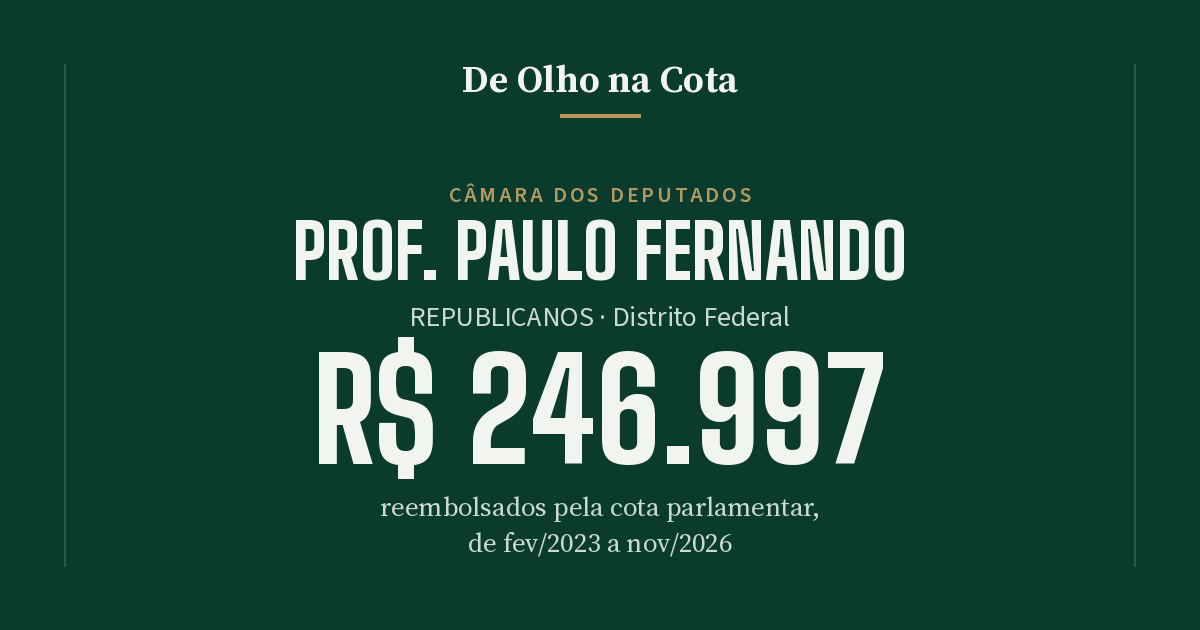 De Olho na Cota
CÂMARA DOS DEPUTADOS
PROF. PAULO FERNANDO
REPUBLICANOS · Distrito Federal
R$ 246.997
reembolsados pela cota parlamentar,
de fev/2023 a nov/2026